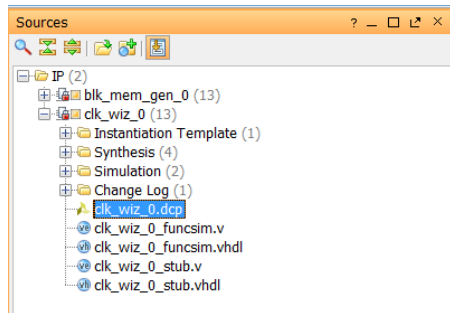 Sources
IP (2)
blk_mem_gen_0 (13)
clk_wiz_0 (13)
Instantiation Template (1)
Synthesis (4)
Simulation (2)
Change Log (1)
clk_wiz_0.dcp
clk_wiz_0_funcsim.v
clk_wiz_0_funcsim.vhdl
clk_wiz_0_stub.v
clk_wiz_0_stub.vhdl